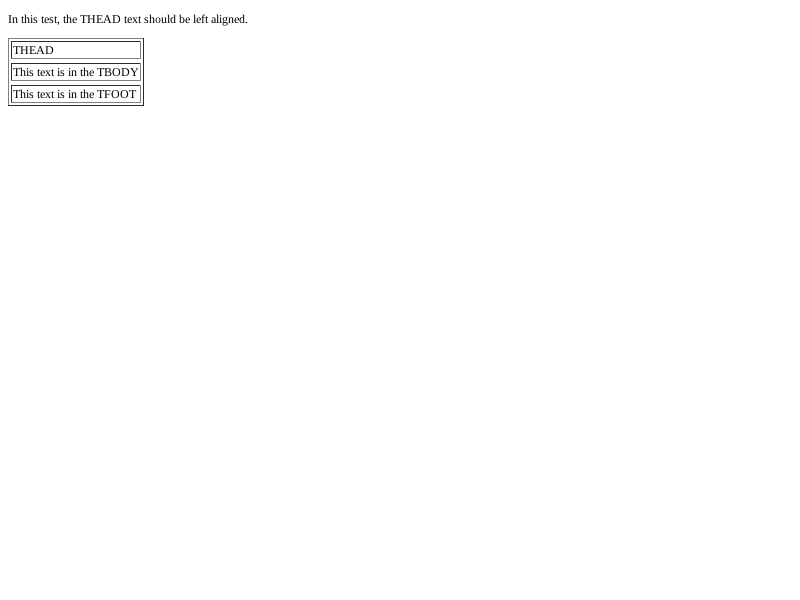 In this test, the THEAD text should be left aligned.
THEAD
This text is in the TBODY
This text is in the TFOOT